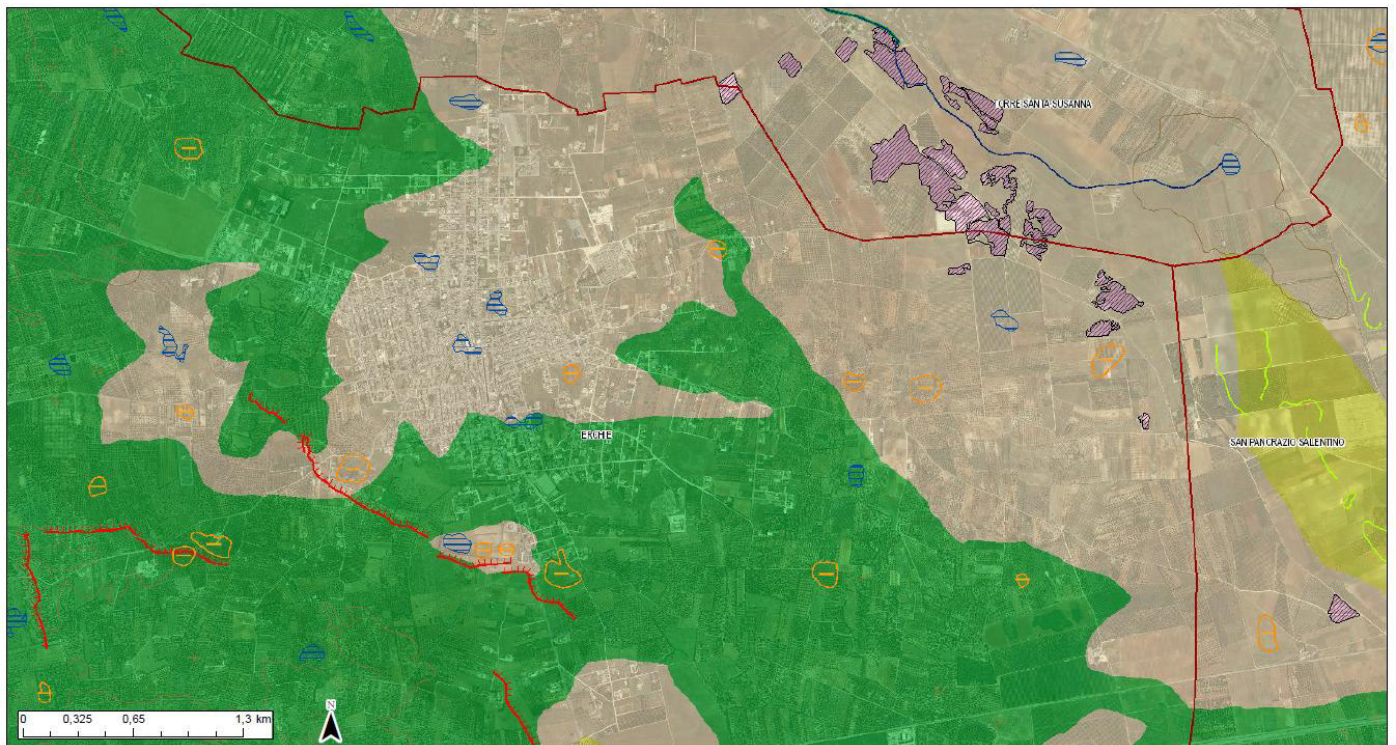 TORRE SANTA SUSANNA
ERCHIE
SAN PANCRAZIO SALENTINO
0 0,325 0,65 1,3 km
N